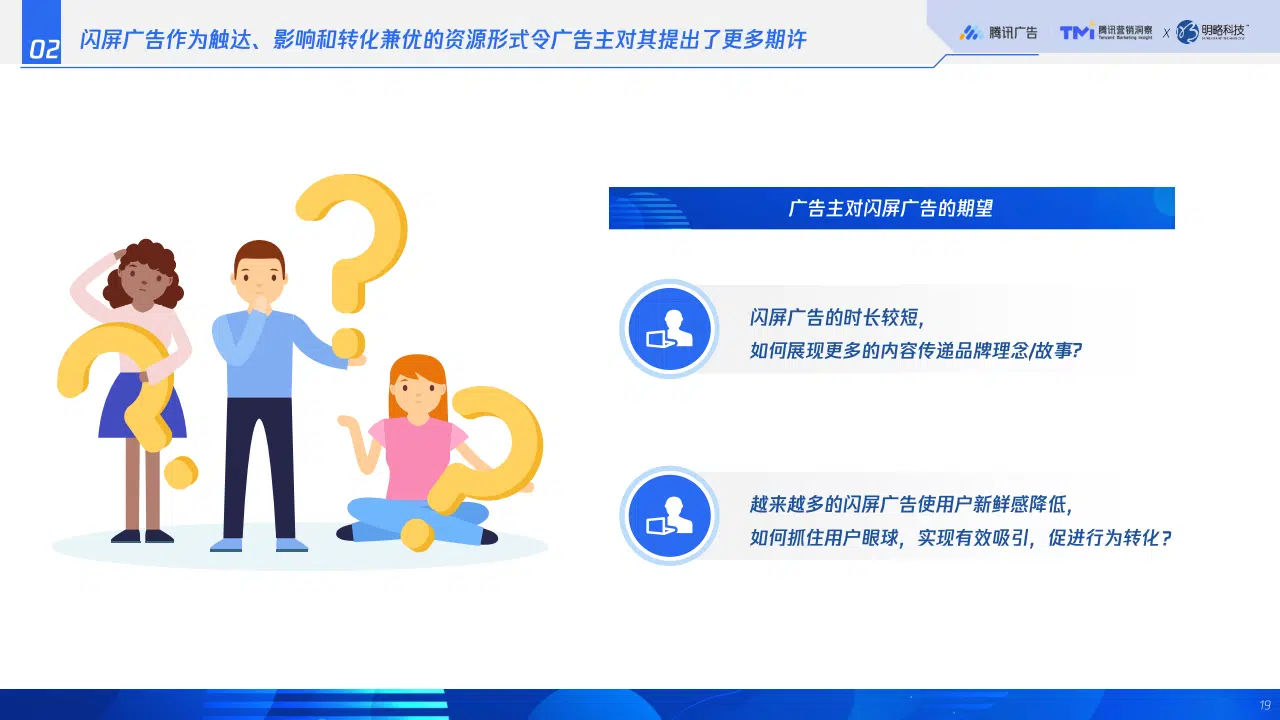 02
闪屏广告作为触达、影响和转化兼优的资源形式令广告主对其提出了更多期许
腾讯广告
TMI
腾讯营销洞察
Tencent Marketing Insight
X
明略科技
广告主对闪屏广告的期望
闪屏广告的时长较短,
如何展现更多的内容传递品牌理念/故事?
越来越多的闪屏广告使用户新鲜感降低,
如何抓住用户眼球，实现有效吸引，促进行为转化?
19